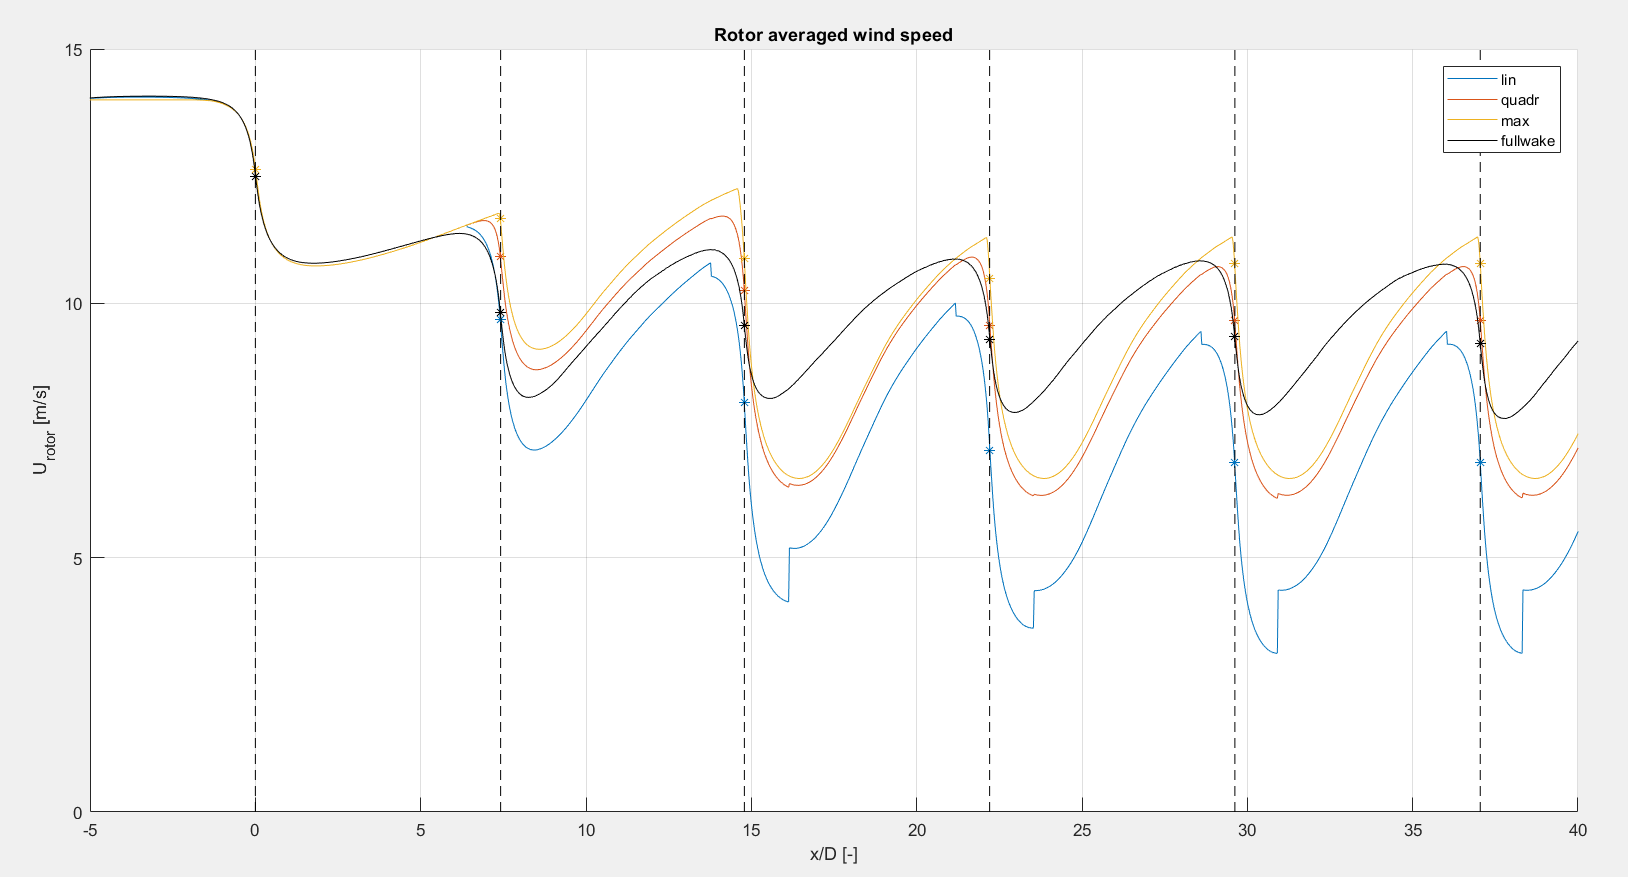 Rotor averaged wind speed
lin
quadr
max
fullwake
15
10
5
0
U_rotor [m/s]
-5 0 5 10 15 20 25 30 35 40
x/D [-]